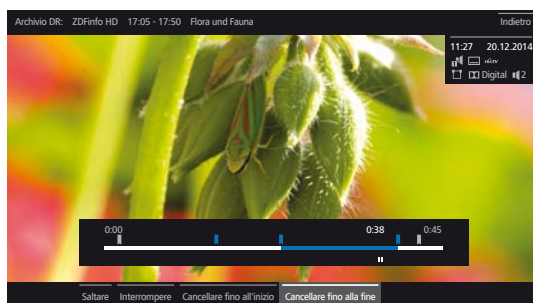 Archivio DR: ZDFinfo HD 17:05 - 17:50 Flora und Fauna Indietro
11:27 20.12.2014
Digital 2
0:00 0:38 0:45
Saltare Interrompere Cancellare fino all'inizio Cancellare fino alla fine